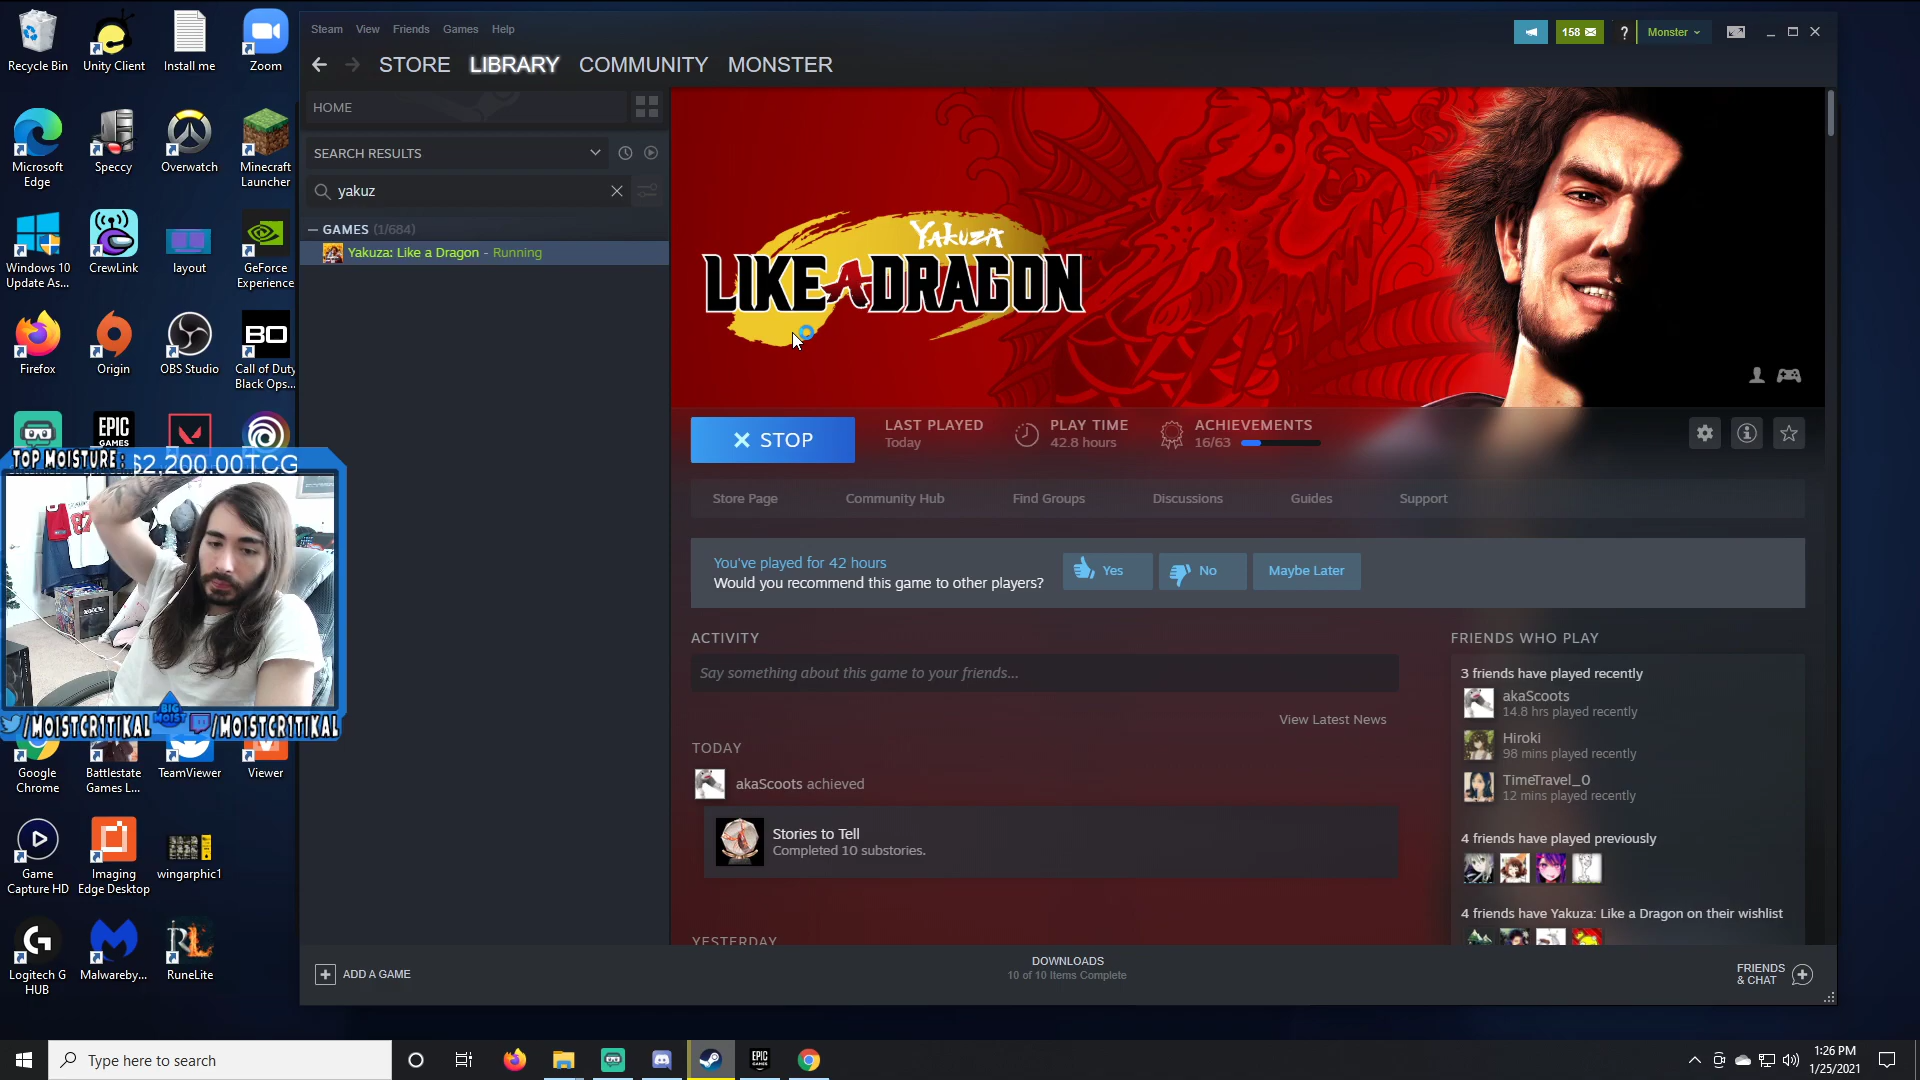 Steam View Friends Games Help
158
?
Monster
STORE LIBRARY COMMUNITY MONSTER
HOME
SEARCH RESULTS
yakuz
GAMES (1/684)
Yakuza: Like a Dragon - Running
YAKUZA
LIKE A DRAGON
STOP
LAST PLAYED
Today
PLAY TIME
42.8 hours
ACHIEVEMENTS
16/63
Store Page Community Hub Find Groups Discussions Guides Support
You've played for 42 hours
Would you recommend this game to other players?
Yes
No
Maybe Later
ACTIVITY
Say something about this game to your friends...
View Latest News
TODAY
akaScoots achieved
Stories to Tell
Completed 10 substories.
YESTERDAY
FRIENDS WHO PLAY
3 friends have played recently
akaScoots
14.8 hrs played recently
Hiroki
98 mins played recently
TimeTravel_0
12 mins played recently
4 friends have played previously
4 friends have Yakuza: Like a Dragon on their wishlist
ADD A GAME
DOWNLOADS
10 of 10 Items Complete
FRIENDS
& CHAT
Recycle Bin
Unity Client
Install me
Zoom
Microsoft
Edge
Speccy
Overwatch
Minecraft
Launcher
Windows 10
Update As...
CrewLink
layout
GeForce
Experience
Firefox
Origin
OBS Studio
BO
Call of Duty
Black Ops...
EPIC
GAMES
TOP MOISTURE: $2,200.00TCG
87
BIG
MOIST
/MOISTCR1TIKAL
/MOISTCR1TIKAL
Google
Chrome
Battlestate
Games L...
TeamViewer
Viewer
Game
Capture HD
Imaging
Edge Desktop
wingarphic1
Logitech G
HUB
Malwareby...
RL
RuneLite
Type here to search
EPIC
GAMES
1:26 PM
1/25/2021